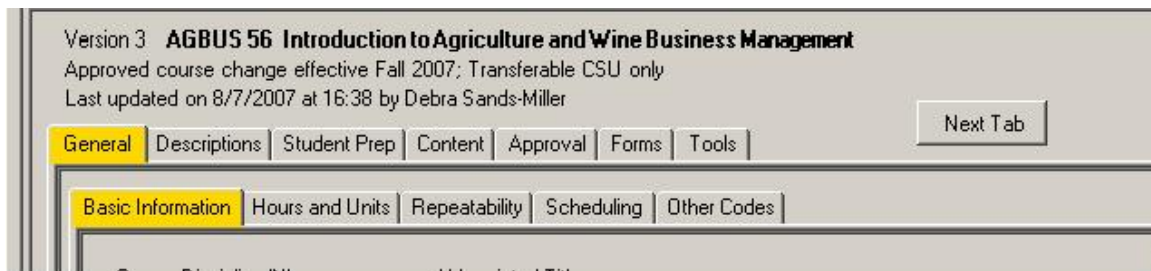 Version 3 AGBUS 56 Introduction to Agriculture and Wine Business Management
Approved course change effective Fall 2007; Transferable CSU only
Last updated on 8/7/2007 at 16:38 by Debra Sands-Miller
Next Tab
General Descriptions Student Prep Content Approval Forms Tools
Basic Information Hours and Units Repeatability Scheduling Other Codes